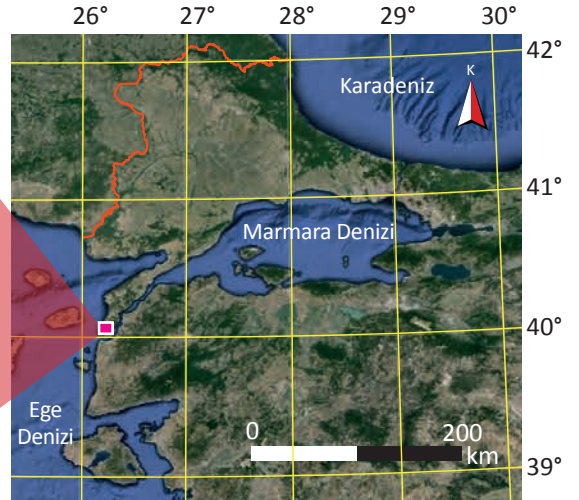 26° 27° 28° 29° 30°
42°
Karadeniz
K
41°
Marmara Denizi
40°
Ege
Denizi
0 200
km
39°